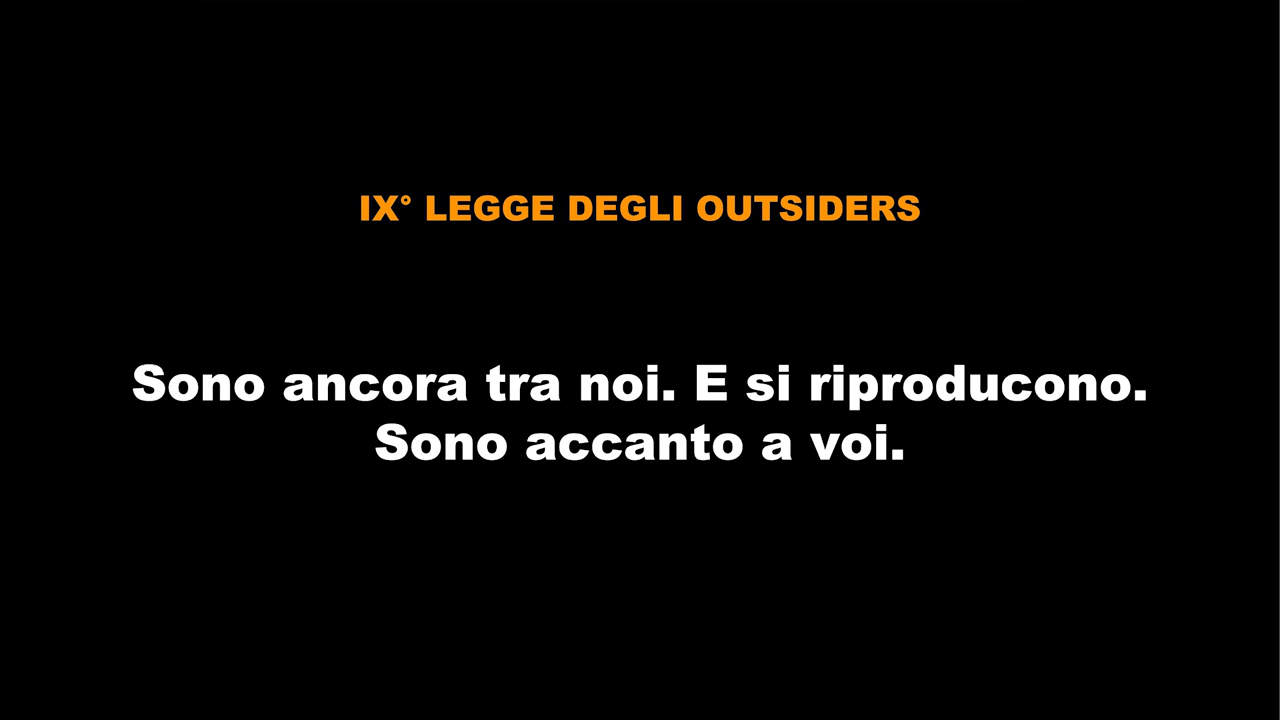 IX° LEGGE DEGLI OUTSIDERS
Sono ancora tra noi. E si riproducono.
Sono accanto a voi.